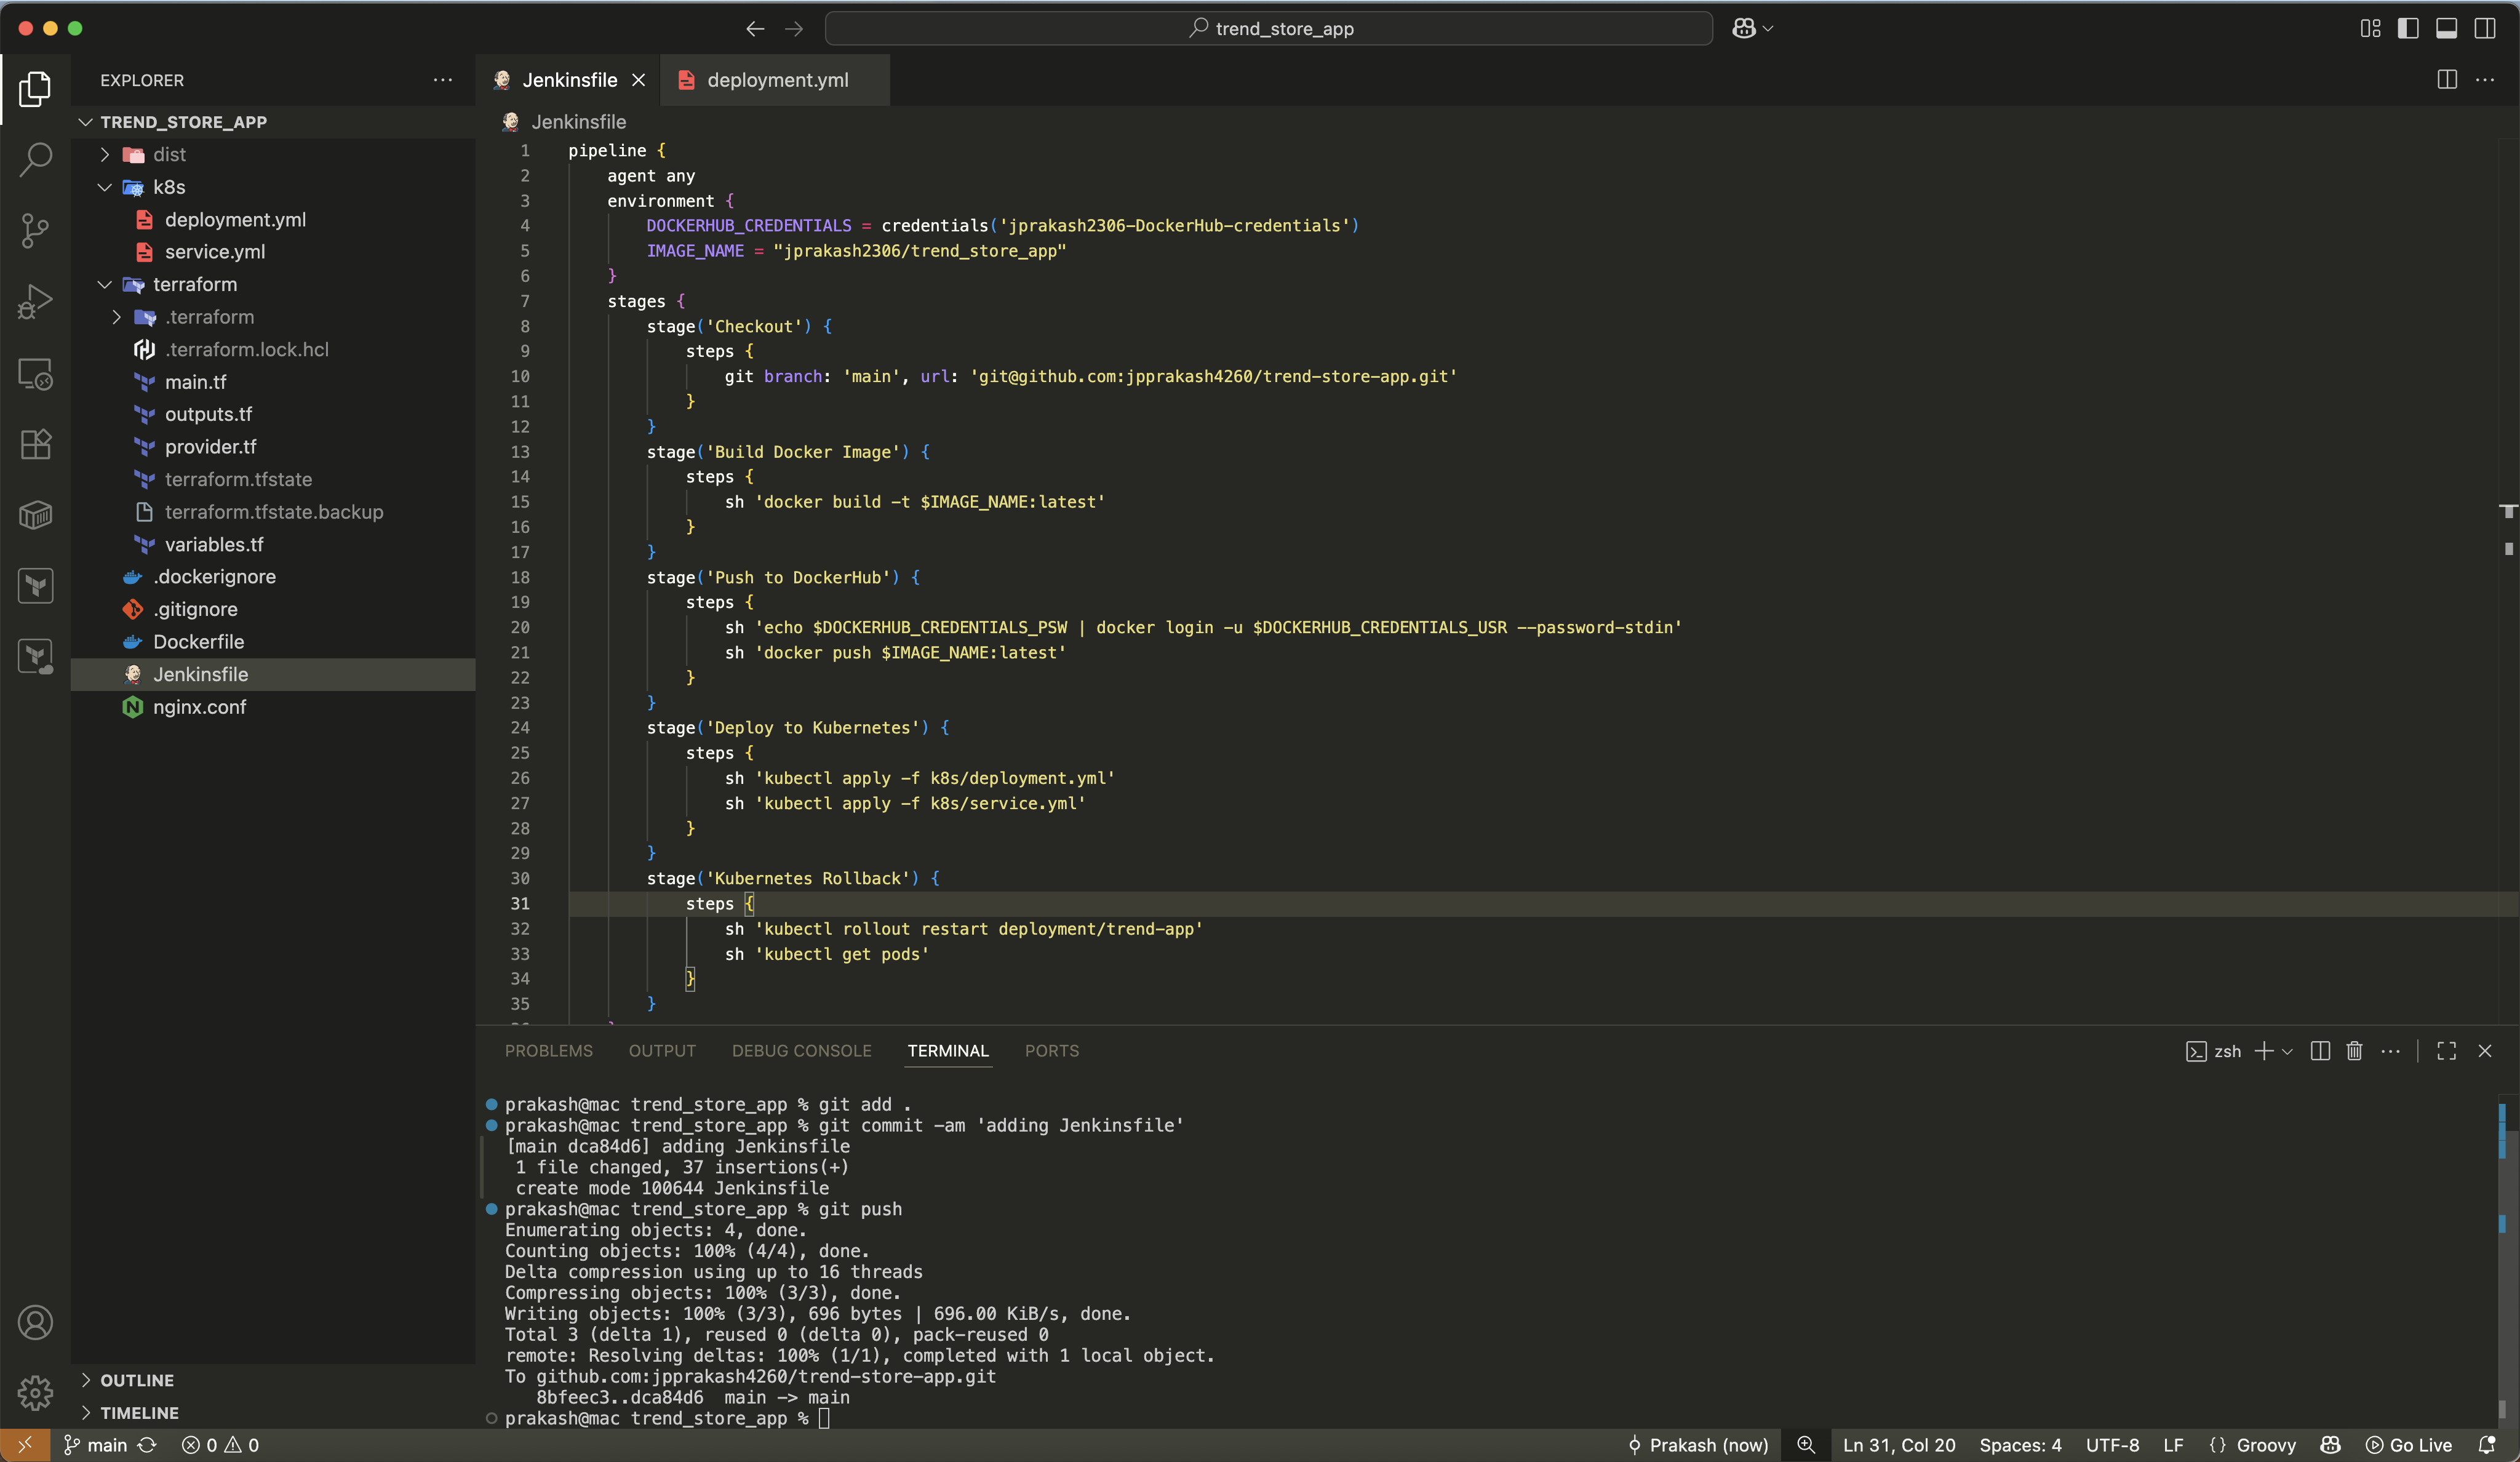 trend_store_app
EXPLORER
TREND_STORE_APP
dist
k8s
deployment.yml
service.yml
terraform
.terraform
.terraform.lock.hcl
main.tf
outputs.tf
provider.tf
terraform.tfstate
terraform.tfstate.backup
variables.tf
.dockerignore
.gitignore
Dockerfile
Jenkinsfile
nginx.conf
OUTLINE
TIMELINE
Jenkinsfile
deployment.yml
Jenkinsfile
1 pipeline {
2 agent any
3 environment {
4 DOCKERHUB_CREDENTIALS = credentials('jprakash2306-DockerHub-credentials')
5 IMAGE_NAME = "jprakash2306/trend_store_app"
6 }
7 stages {
8 stage('Checkout') {
9 steps {
10 git branch: 'main', url: 'git@github.com:jpprakash4260/trend-store-app.git'
11 }
12 }
13 stage('Build Docker Image') {
14 steps {
15 sh 'docker build -t $IMAGE_NAME:latest'
16 }
17 }
18 stage('Push to DockerHub') {
19 steps {
20 sh 'echo $DOCKERHUB_CREDENTIALS_PSW | docker login -u $DOCKERHUB_CREDENTIALS_USR --password-stdin'
21 sh 'docker push $IMAGE_NAME:latest'
22 }
23 }
24 stage('Deploy to Kubernetes') {
25 steps {
26 sh 'kubectl apply -f k8s/deployment.yml'
27 sh 'kubectl apply -f k8s/service.yml'
28 }
29 }
30 stage('Kubernetes Rollback') {
31 steps {
32 sh 'kubectl rollout restart deployment/trend-app'
33 sh 'kubectl get pods'
34 }
35 }
PROBLEMS OUTPUT DEBUG CONSOLE TERMINAL PORTS
zsh
prakash@mac trend_store_app % git add .
prakash@mac trend_store_app % git commit -am 'adding Jenkinsfile'
[main dca84d6] adding Jenkinsfile
1 file changed, 37 insertions(+)
create mode 100644 Jenkinsfile
prakash@mac trend_store_app % git push
Enumerating objects: 4, done.
Counting objects: 100% (4/4), done.
Delta compression using up to 16 threads
Compressing objects: 100% (3/3), done.
Writing objects: 100% (3/3), 696 bytes | 696.00 KiB/s, done.
Total 3 (delta 1), reused 0 (delta 0), pack-reused 0
remote: Resolving deltas: 100% (1/1), completed with 1 local object.
To github.com:jpprakash4260/trend-store-app.git
8bfeec3..dca84d6 main -> main
prakash@mac trend_store_app %
main 0 0 Prakash (now) Ln 31, Col 20 Spaces: 4 UTF-8 LF {} Groovy Go Live